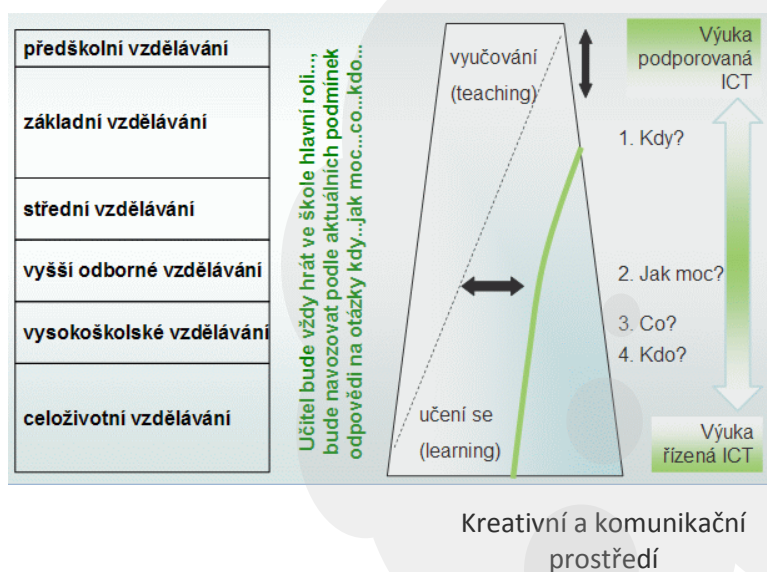 předškolní vzdělávání
základní vzdělávání
střední vzdělávání
vyšší odborné vzdělávání
vysokoškolské vzdělávání
celoživotní vzdělávání
Učitel bude vždy hrát ve škole hlavní roli...,
bude navozovat podle aktuálních podmínek
odpovědi na otázky kdy...jak moc...co...kdo...
vyučování
(teaching)
učení se
(learning)
Výuka
podporovaná
ICT
1. Kdy?
2. Jak moc?
3. Co?
4. Kdo?
Výuka
řízená ICT
Kreativní a komunikační
prostředí